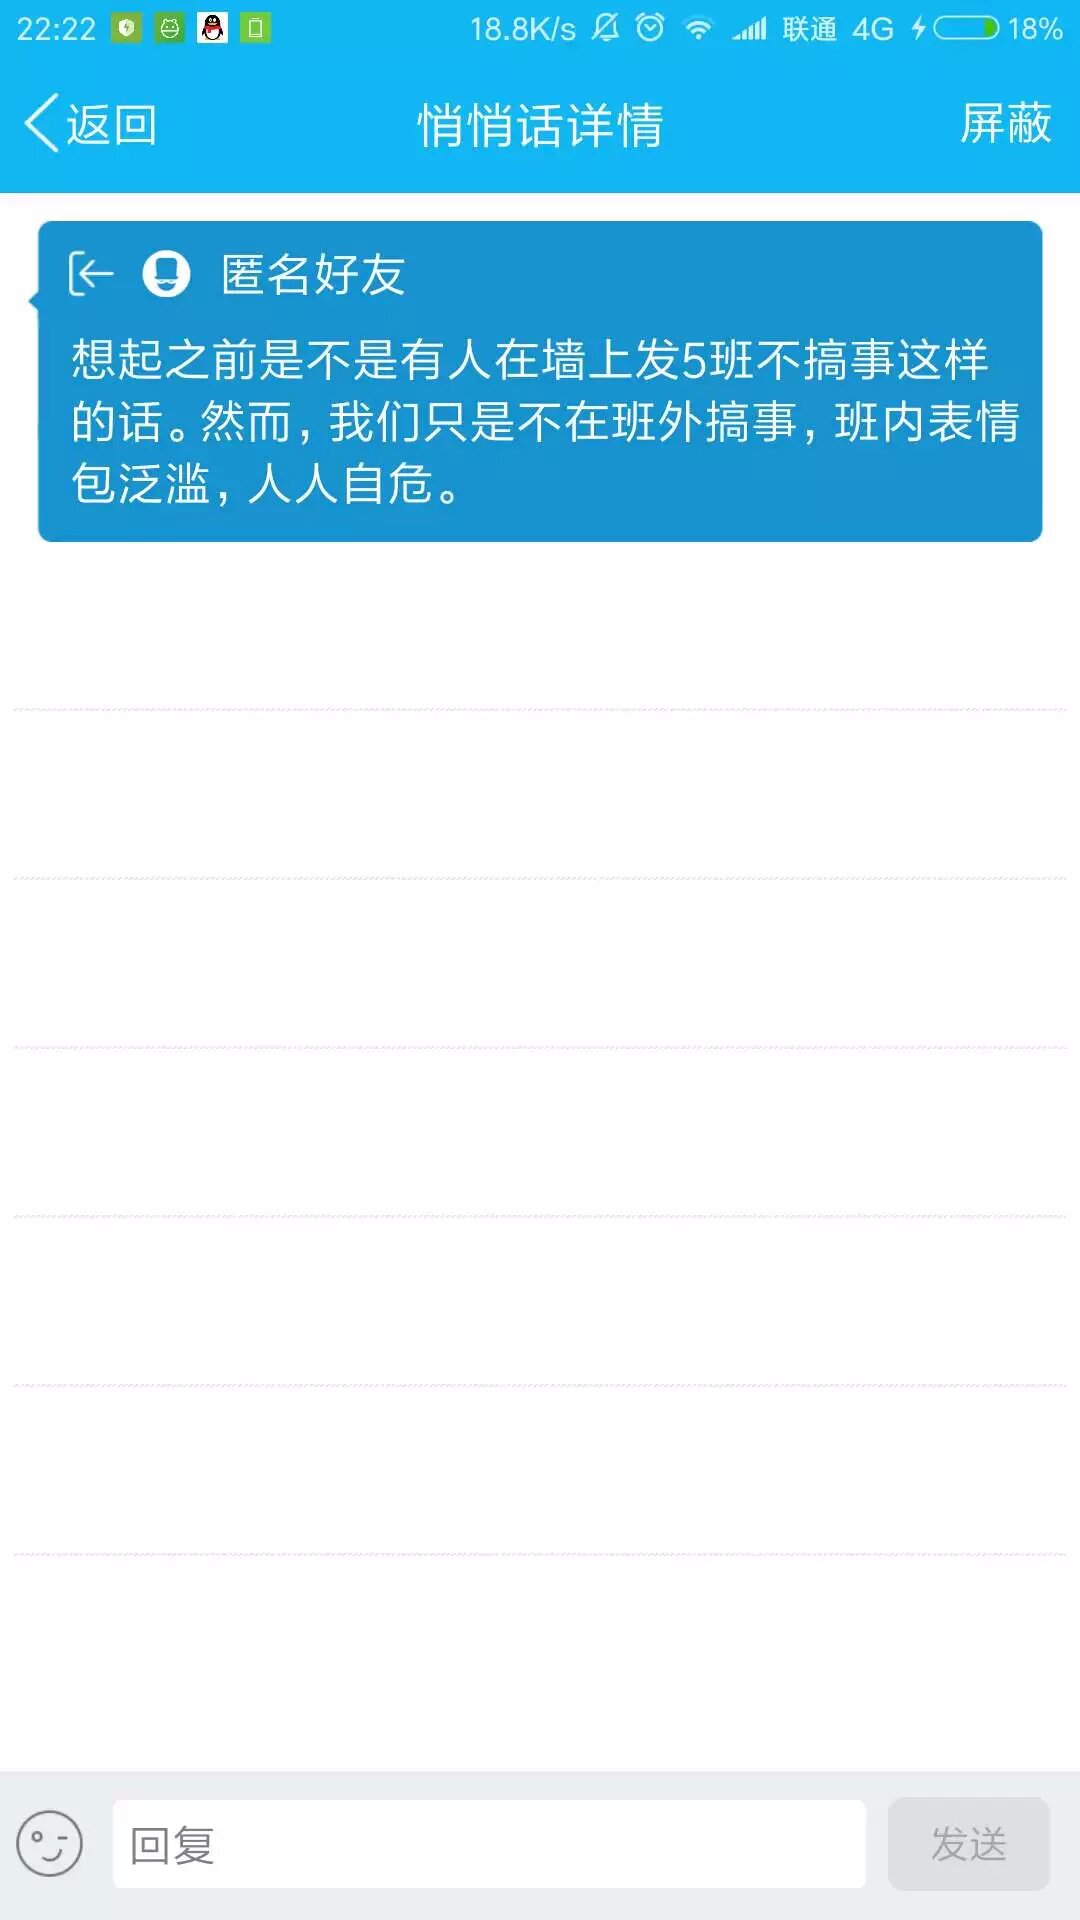 22:22 18.8K/s 联通 4G 18%
返回 悄悄话详情 屏蔽
匿名好友
想起之前是不是有人在墙上发5班不搞事这样
的话。然而，我们只是不在班外搞事，班内表情
包泛滥，人人自危。
回复 发送